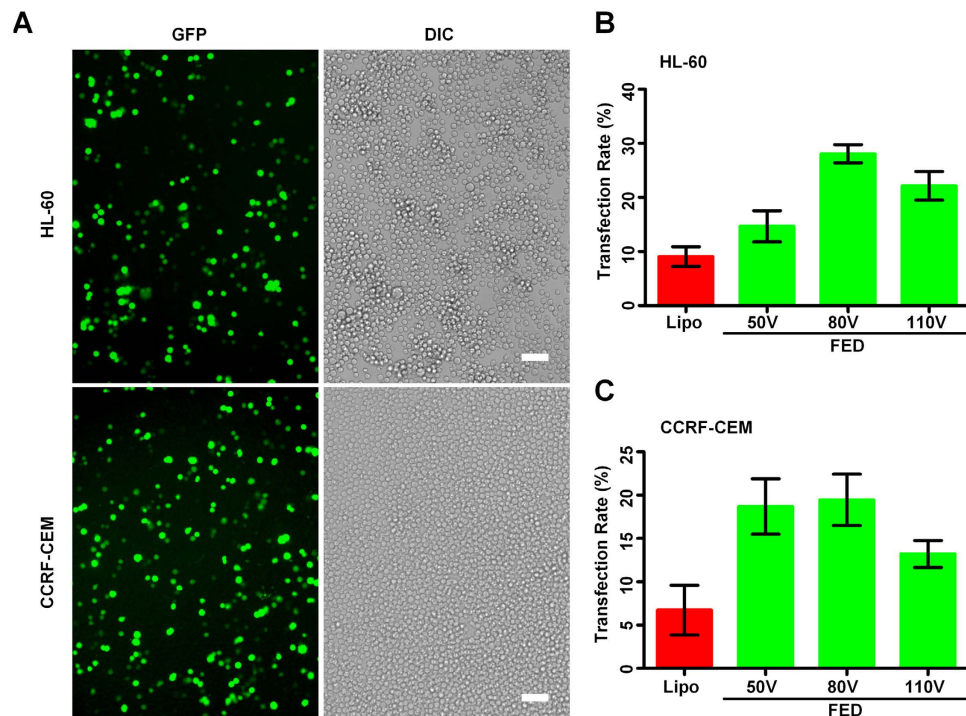 A
GFP
DIC
HL-60
CCRF-CEM
B
HL-60
Transfection Rate (%)
40
30
20
10
0
Lipo
50V
80V
110V
FED
C
CCRF-CEM
Transfection Rate (%)
25
20
15
10
5
0
Lipo
50V
80V
110V
FED